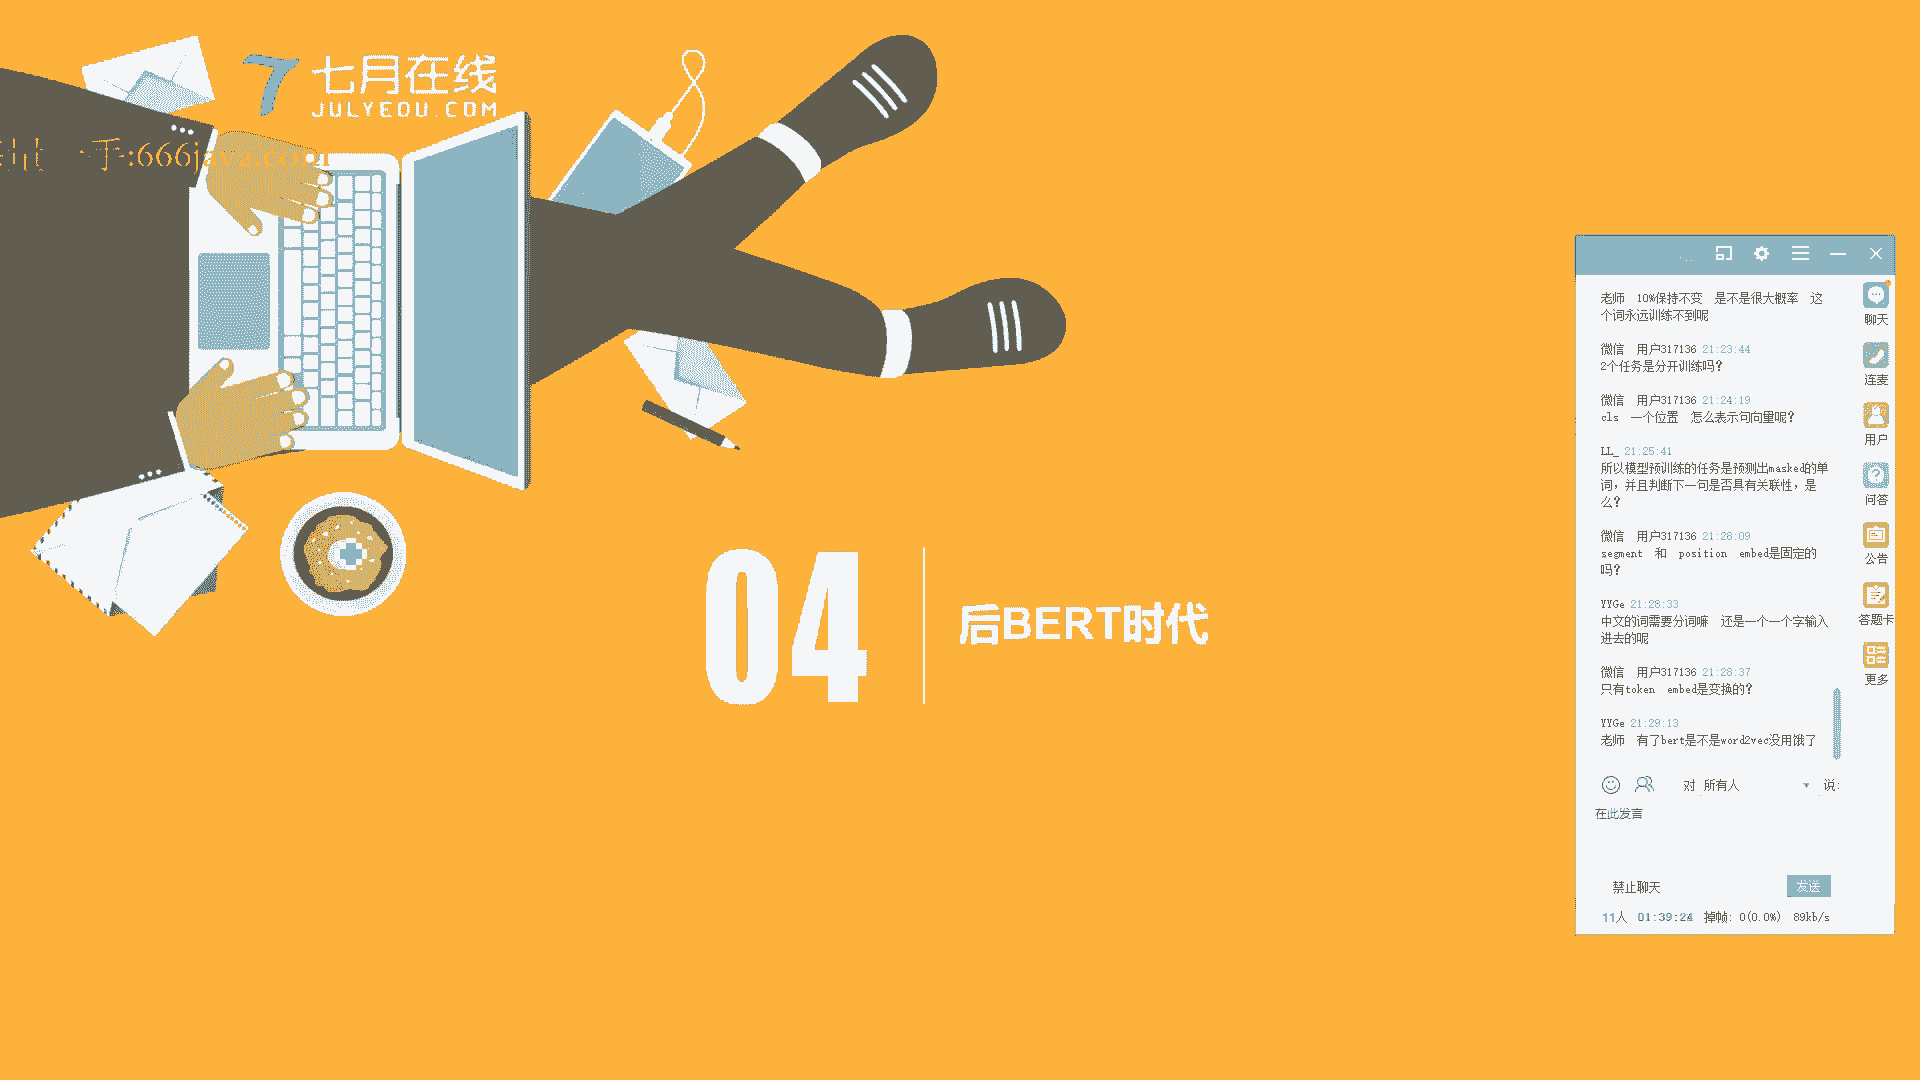 七月在线
JULYEDU.COM
手:666ja
04
后BERT时代
老师 10%保持不变 是不是很大概率 这
个词永远训练不到呢
微信 用户317136 21:23:44
2个任务是分开训练吗?
微信 用户317136 21:24:19
cls 一个位置 怎么表示句向量呢?
LL_ 21:25:41
所以模型预训练的任务是预测出masked的单
词，并且判断下一句是否具有关联性，是
么?
微信 用户317136 21:28:09
segment 和 position embed是固定的
吗?
YYGe 21:28:33
中文的词需要分词嘛 还是一个一个字输入
进去的呢
微信 用户317136 21:28:37
只有token embed是变换的?
YYGe 21:29:13
老师 有了bert是不是word2vec没用饿了
对 所有人 说:
在此发言
禁止聊天
发送
11人 01:39:24 掉帧: 0(0.0%) 89kb/s
聊天
连麦
用户
问答
公告
答题卡
更多